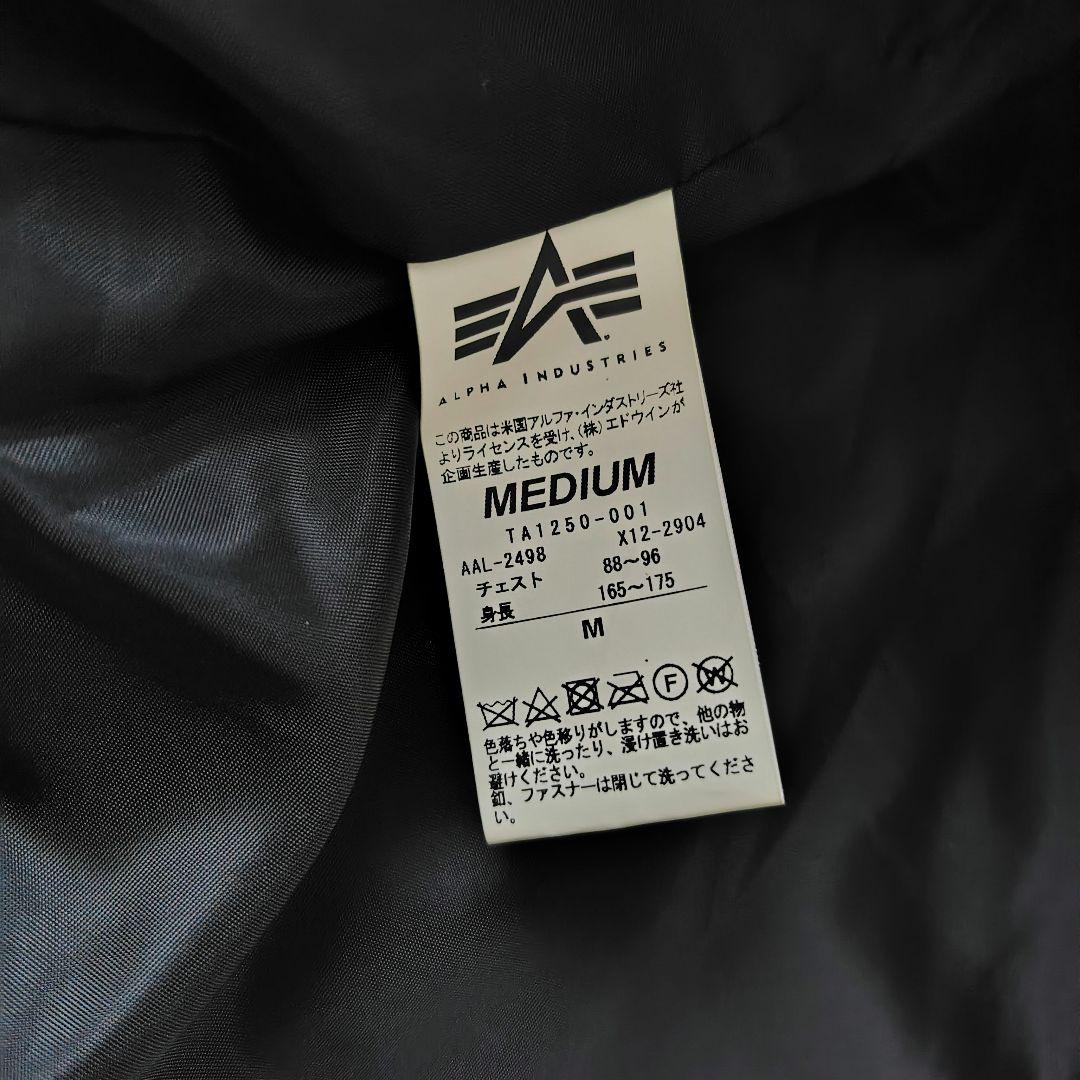 ALPHA INDUSTRIES
この商品は米国アルファ・インダストリーズ社
よりライセンスを受け、(株)エドウインが
企画生産したものです。
MEDIUM
TA1250-001
AAL-2498 X12-2904
チェスト 88～96
身長 165～175
M
F W
色落ちや色移りがしますので、他の物
と一緒に洗ったり、浸け置き洗いはお
避けください。
釦、ファスナーは閉じて洗ってくださ
い。